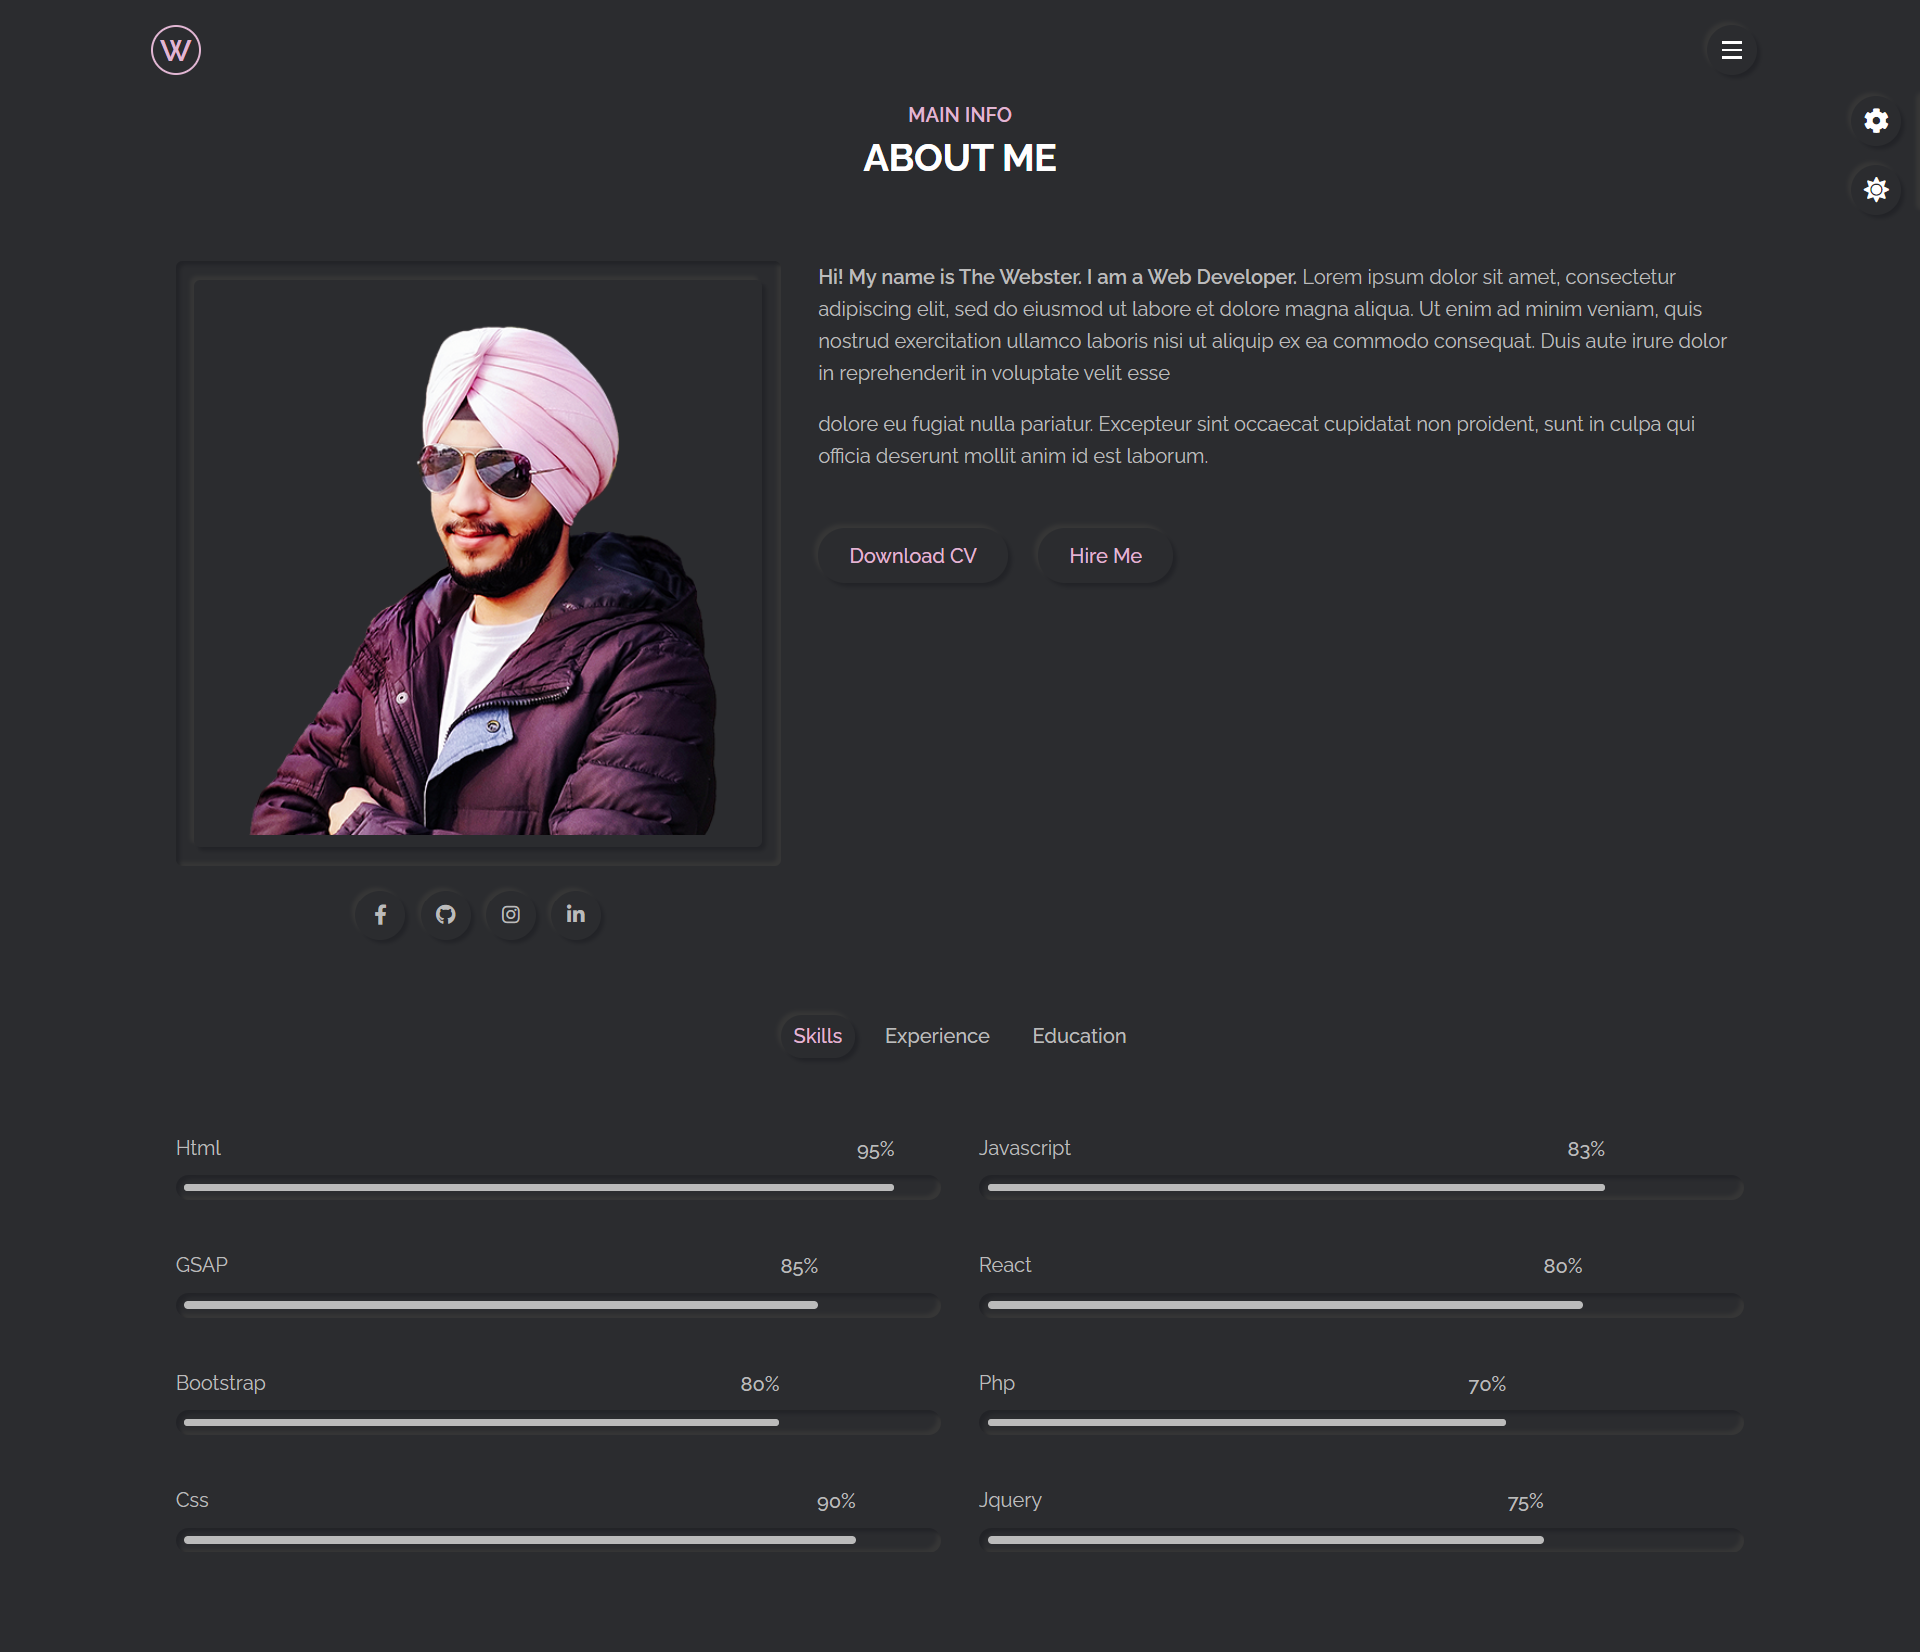 W
MAIN INFO
ABOUT ME
Hi! My name is The Webster. I am a Web Developer. Lorem ipsum dolor sit amet, consectetur
adipiscing elit, sed do eiusmod ut labore et dolore magna aliqua. Ut enim ad minim veniam, quis
nostrud exercitation ullamco laboris nisi ut aliquip ex ea commodo consequat. Duis aute irure dolor
in reprehenderit in voluptate velit esse
dolore eu fugiat nulla pariatur. Excepteur sint occaecat cupidatat non proident, sunt in culpa qui
officia deserunt mollit anim id est laborum.
Download CV
Hire Me
Skills
Experience
Education
Html 95%
Javascript 83%
GSAP 85%
React 80%
Bootstrap 80%
Php 70%
Css 90%
Jquery 75%